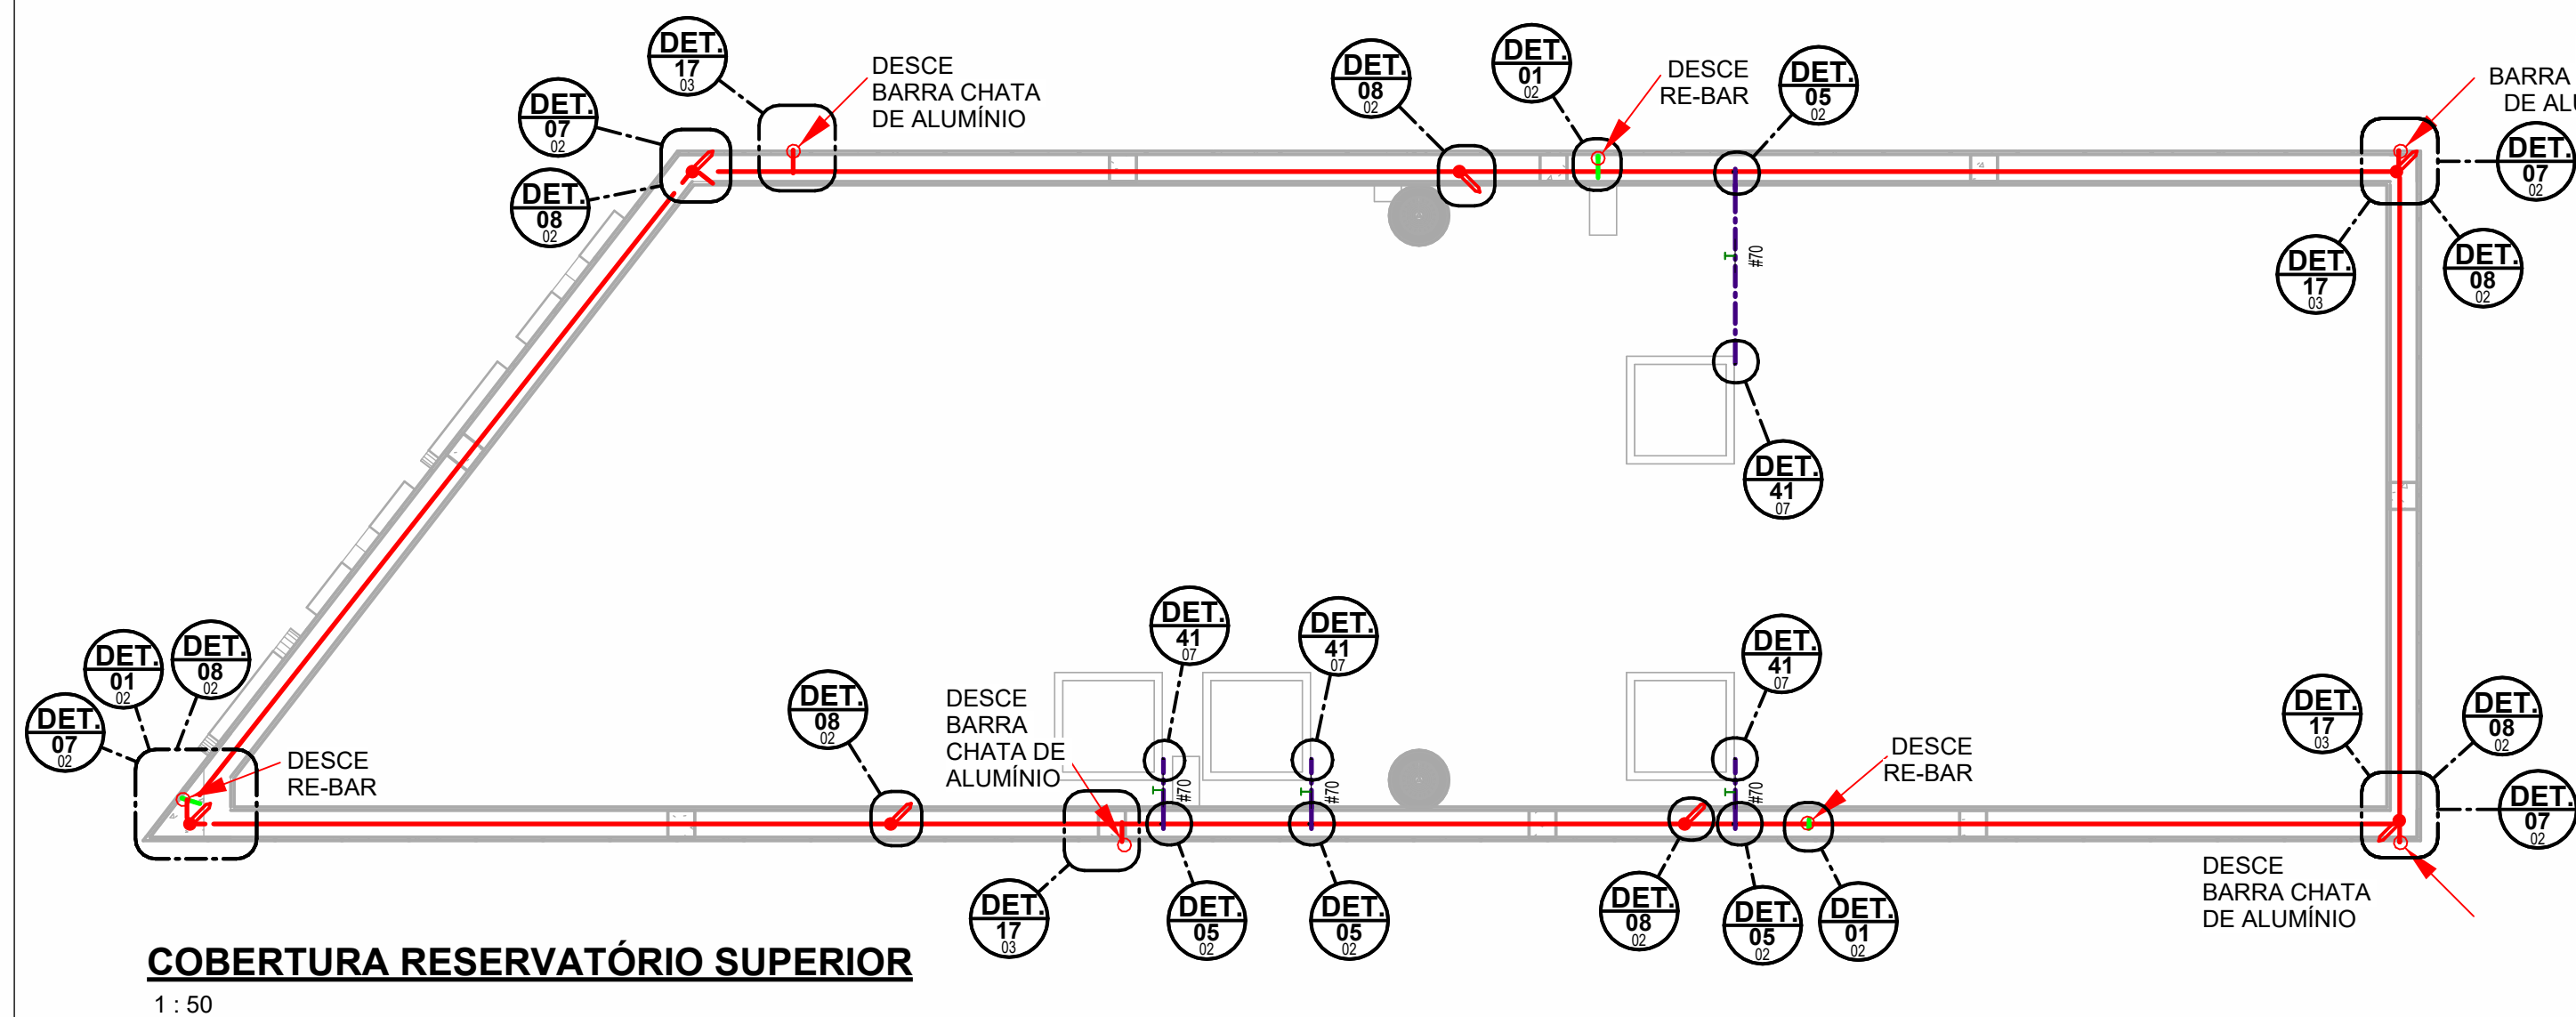 DET.
17
03
DESCE
BARRA CHATA
DE ALUMÍNIO
DET.
07
02
DET.
08
02
DET.
08
02
DET.
01
02
DESCE
RE-BAR
DET.
05
02
BARRA
DE ALU
DET.
07
02
DET.
17
03
DET.
08
02
#70
DET.
41
07
DET.
07
02
DET.
01
02
DET.
08
02
DESCE
RE-BAR
DET.
08
02
DESCE
BARRA
CHATA DE
ALUMÍNIO
DET.
41
07
DET.
41
07
DET.
41
07
#70
#70
#70
DESCE
RE-BAR
DET.
17
03
DET.
08
02
DET.
07
02
DESCE
BARRA CHATA
DE ALUMÍNIO
DET.
17
03
DET.
05
02
DET.
05
02
DET.
08
02
DET.
05
02
DET.
01
02
COBERTURA RESERVATÓRIO SUPERIOR
1 : 50